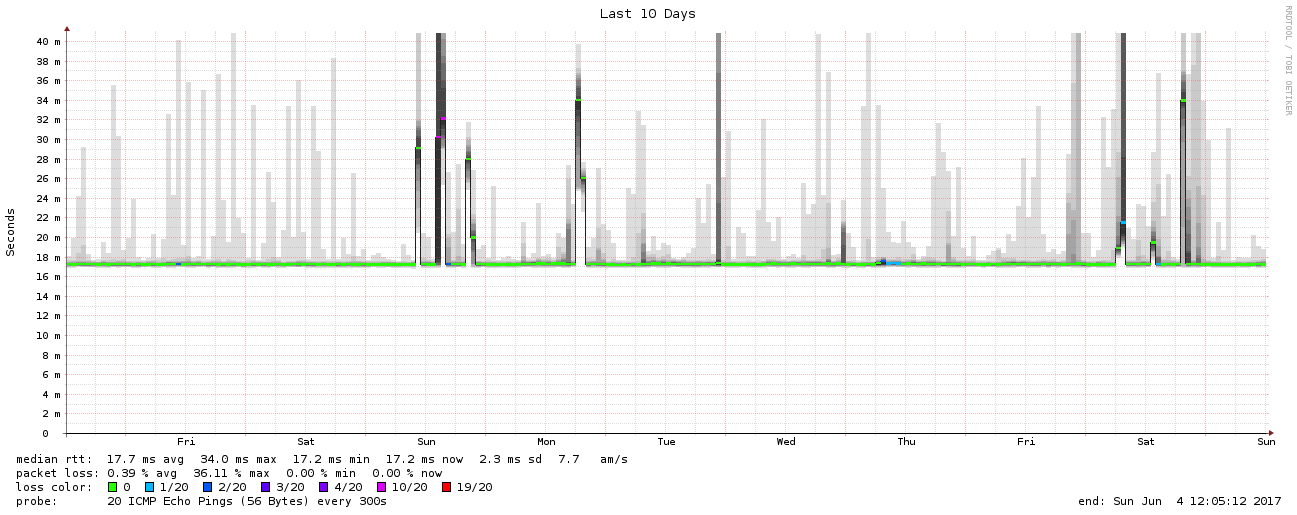 Last 10 Days
RRDTOOL / TOBI OETIKER
Seconds
40 m
38 m
36 m
34 m
32 m
30 m
28 m
26 m
24 m
22 m
20 m
18 m
16 m
14 m
12 m
10 m
8 m
6 m
4 m
2 m
0
Fri Sat Sun Mon Tue Wed Thu Fri Sat Sun
median rtt: 17.7 ms avg 34.0 ms max 17.2 ms min 17.2 ms now 2.3 ms sd 7.7 am/s
packet loss: 0.39 % avg 36.11 % max 0.00 % min 0.00 % now
loss color: 0 1/20 2/20 3/20 4/20 10/20 19/20
probe: 20 ICMP Echo Pings (56 Bytes) every 300s end: Sun Jun 4 12:05:12 2017